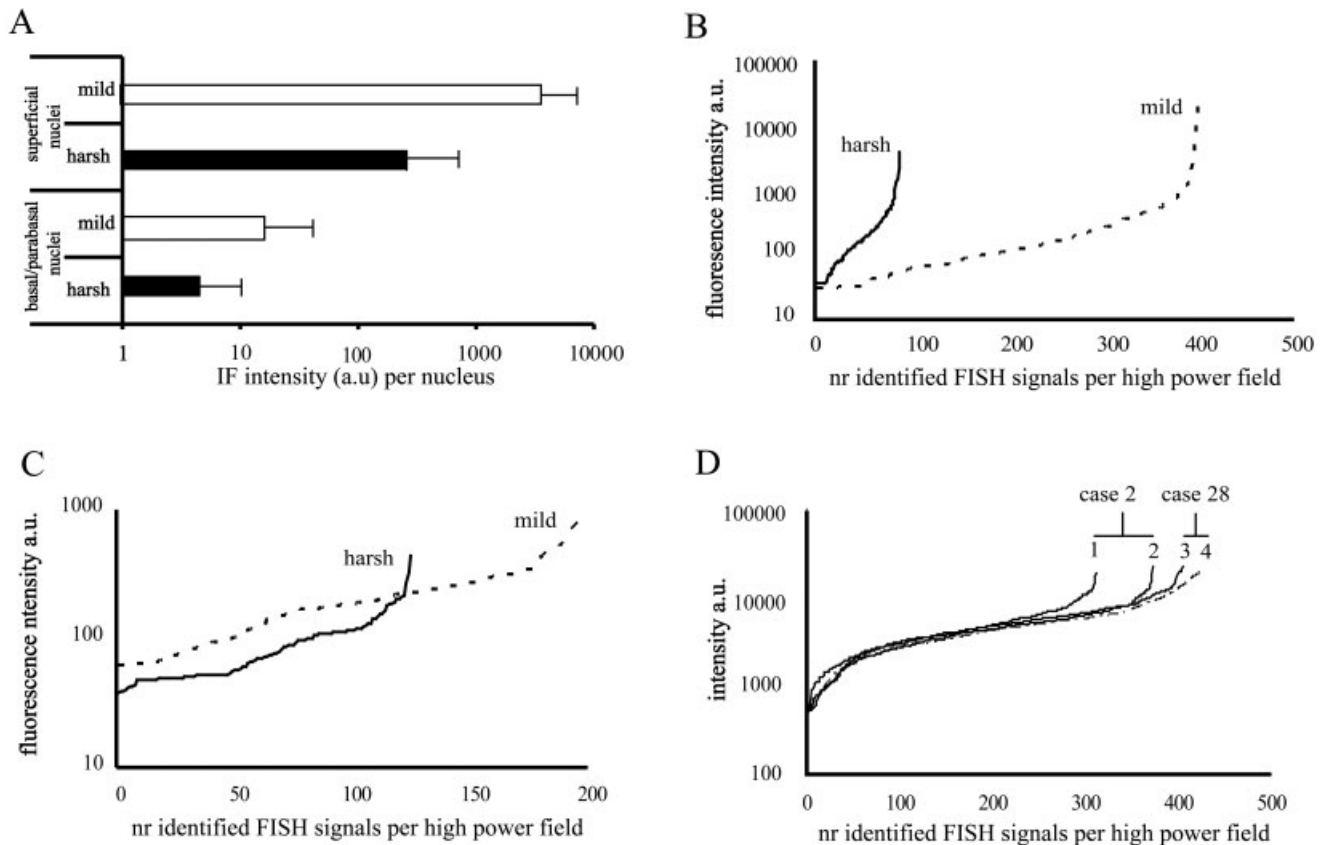 A
superficial
nuclei
mild
harsh
basal/parabasal
nuclei
mild
harsh
1 10 100 1000 10000
IF intensity (a.u) per nucleus
B
fluoresence intensity a.u.
100000
10000
1000
100
10
harsh
mild
0 100 200 300 400 500
nr identified FISH signals per high power field
C
fluorescence ntensity a.u.
1000
100
10
harsh
mild
0 50 100 150 200
nr identified FISH signals per high power field
D
intensity a.u.
100000
10000
1000
100
case 2 case 28
1 2 3 4
0 100 200 300 400 500
nr identified FISH signals per high power field